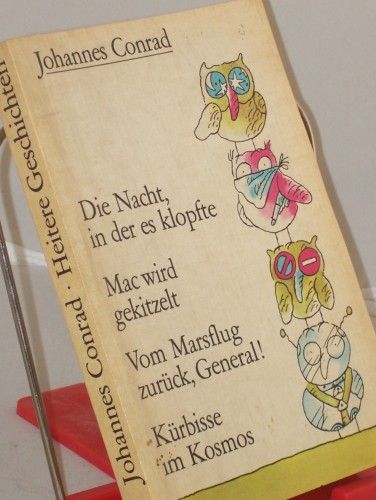 Johannes Conrad
Die Nacht,
in der es klopfte
Mac wird
gekitzelt
Vom Marsflug
zurück, General!
Kürbisse
im Kosmos
Johannes Conrad · Heitere Geschichten